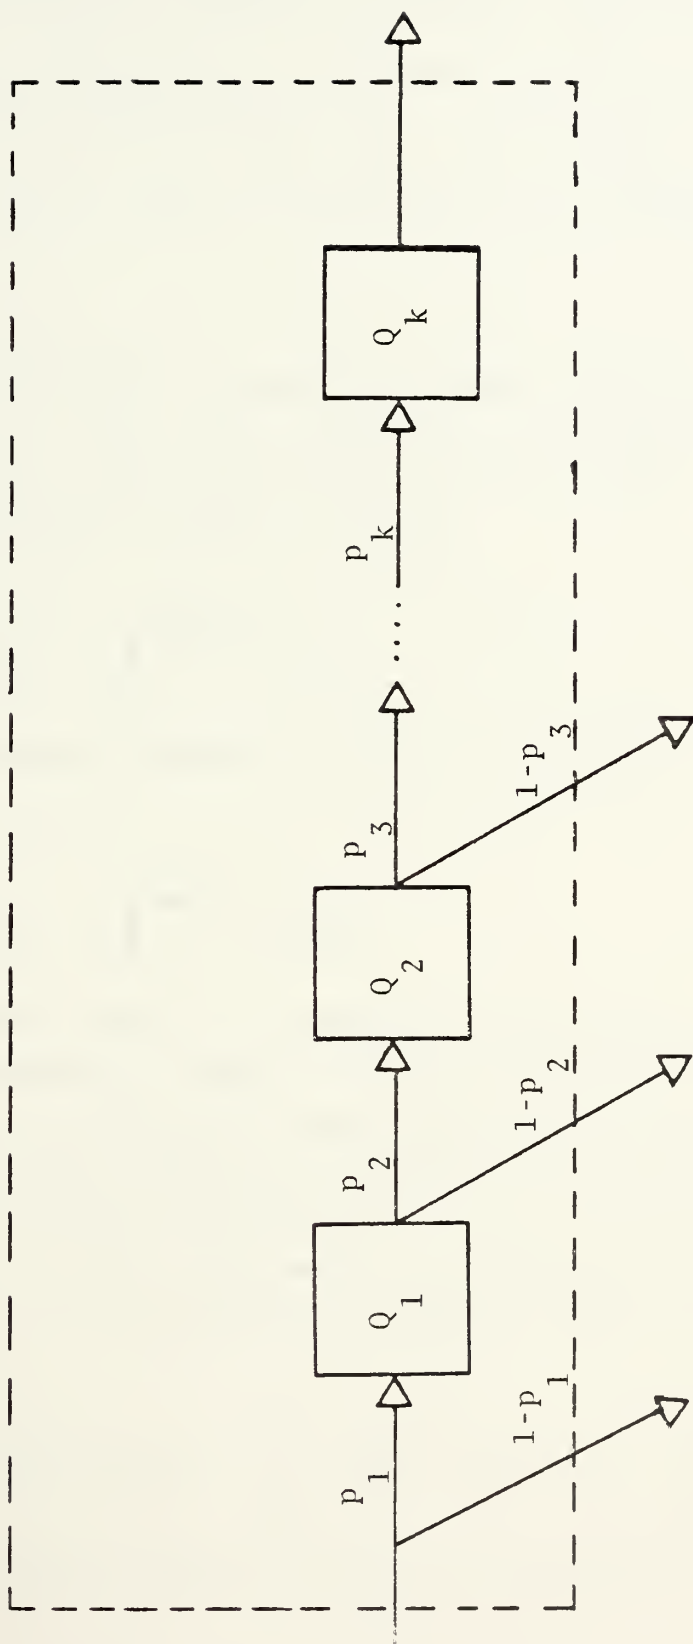 p₁
1-p₁
Q₁
p₂
1-p₂
Q₂
p₃
1-p₃
.....
pₖ
Qₖ